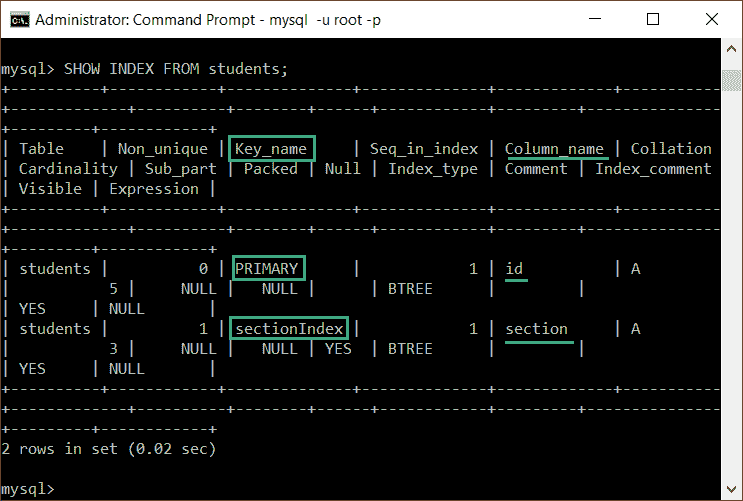 Administrator: Command Prompt - mysql  -u root -p
mysql> SHOW INDEX FROM students;
+----------+------------+--------------+--------------+-------------+-----------
+-------------+----------+--------+------+------------+---------+---------------
+---------+------------+
| Table    | Non_unique | Key_name     | Seq_in_index | Column_name | Collation
| Cardinality | Sub_part | Packed | Null | Index_type | Comment | Index_comment
| Visible | Expression |
+----------+------------+--------------+--------------+-------------+-----------
+-------------+----------+--------+------+------------+---------+---------------
+---------+------------+
| students |          0 | PRIMARY      |            1 | id          | A
|           5 |     NULL |   NULL |      | BTREE      |         |
| YES     | NULL       |
| students |          1 | sectionIndex |            1 | section     | A
|           3 |     NULL |   NULL | YES  | BTREE      |         |
| YES     | NULL       |
+----------+------------+--------------+--------------+-------------+-----------
+-------------+----------+--------+------+------------+---------+---------------
+---------+------------+
2 rows in set (0.02 sec)
mysql>